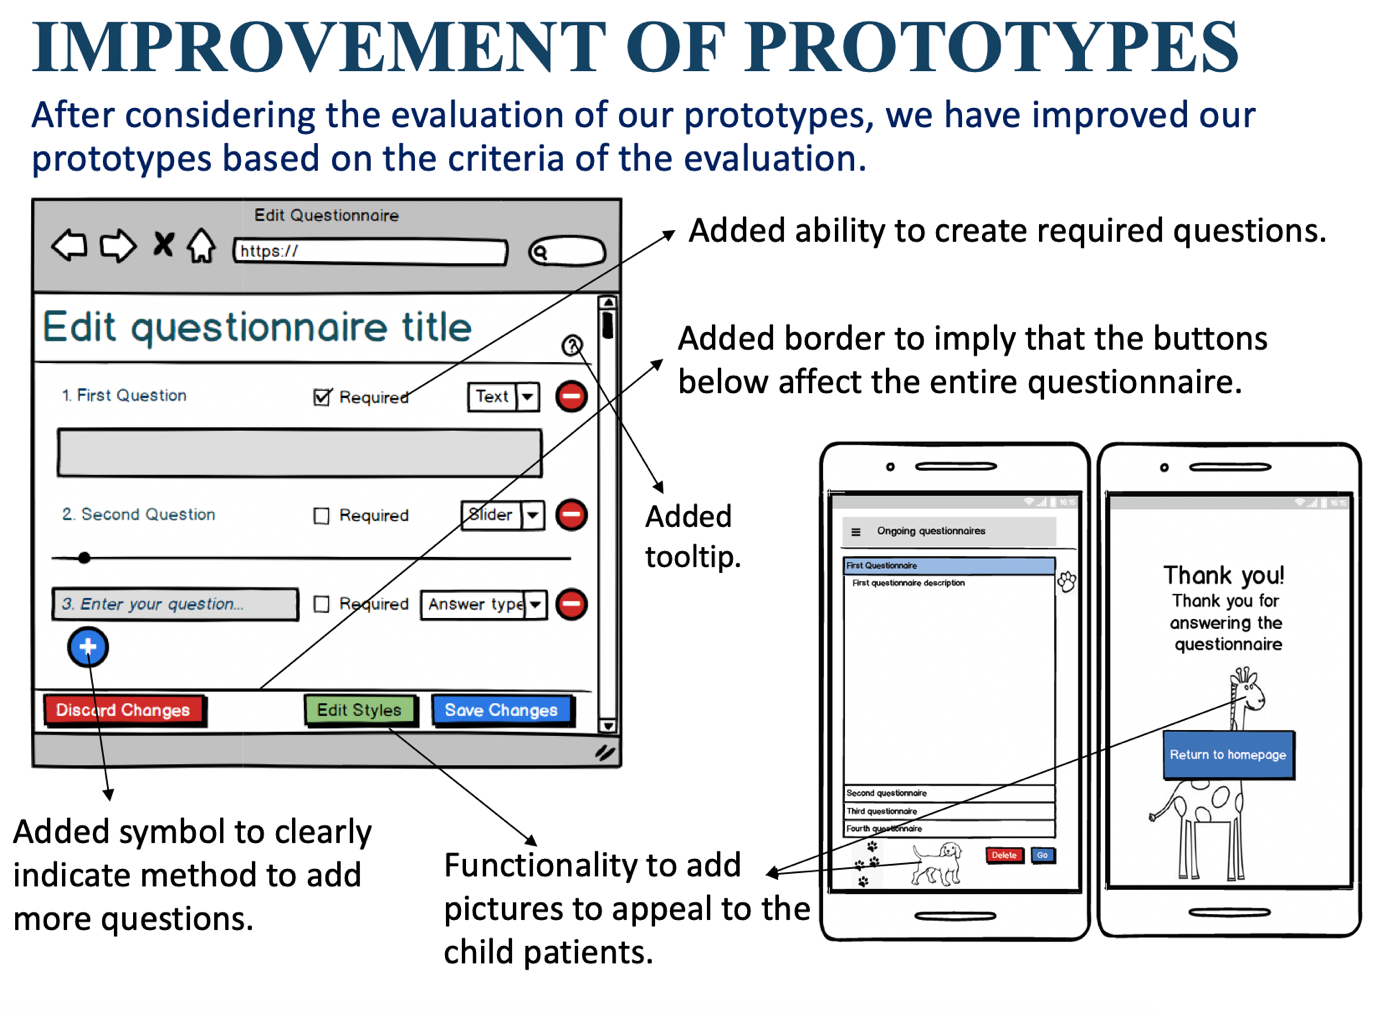 IMPROVEMENT OF PROTOTYPES
After considering the evaluation of our prototypes, we have improved our
prototypes based on the criteria of the evaluation.
Edit Questionnaire
https://
Edit questionnaire title
?
1. First Question
Required
Text
2. Second Question
Required
Slider
3. Enter your question...
Required
Answer type
Discard Changes
Edit Styles
Save Changes
Added ability to create required questions.
Added border to imply that the buttons
below affect the entire questionnaire.
Added
tooltip.
Added symbol to clearly
indicate method to add
more questions.
Functionality to add
pictures to appeal to the
child patients.
16:15
Ongoing questionnaires
First Questionnaire
First questionnaire description
Second questionnaire
Third questionnaire
Fourth questionnaire
Delete
Go
16:15
Thank you!
Thank you for
answering the
questionnaire
Return to homepage